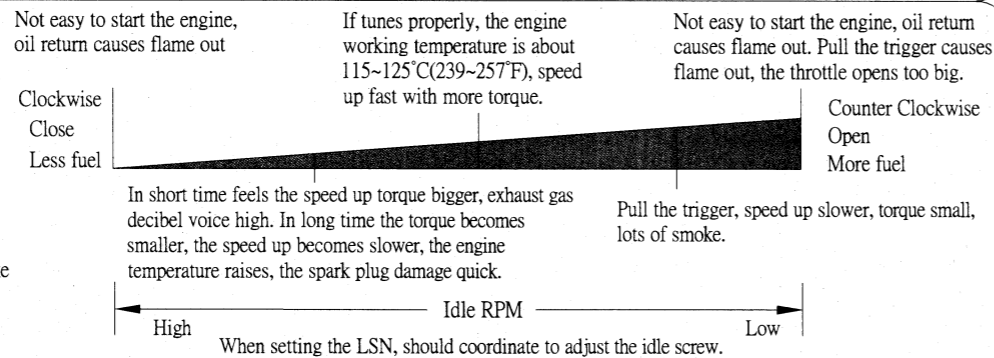 Not easy to start the engine,
oil return causes flame out
If tunes properly, the engine
working temperature is about
115~125°C(239~257°F), speed
up fast with more torque.
Not easy to start the engine, oil return
causes flame out. Pull the trigger causes
flame out, the throttle opens too big.
Clockwise
Close
Less fuel
Counter Clockwise
Open
More fuel
In short time feels the speed up torque bigger, exhaust gas
decibel voice high. In long time the torque becomes
smaller, the speed up becomes slower, the engine
temperature raises, the spark plug damage quick.
Pull the trigger, speed up slower, torque small,
lots of smoke.
e
Idle RPM
High
Low
When setting the LSN, should coordinate to adjust the idle screw.